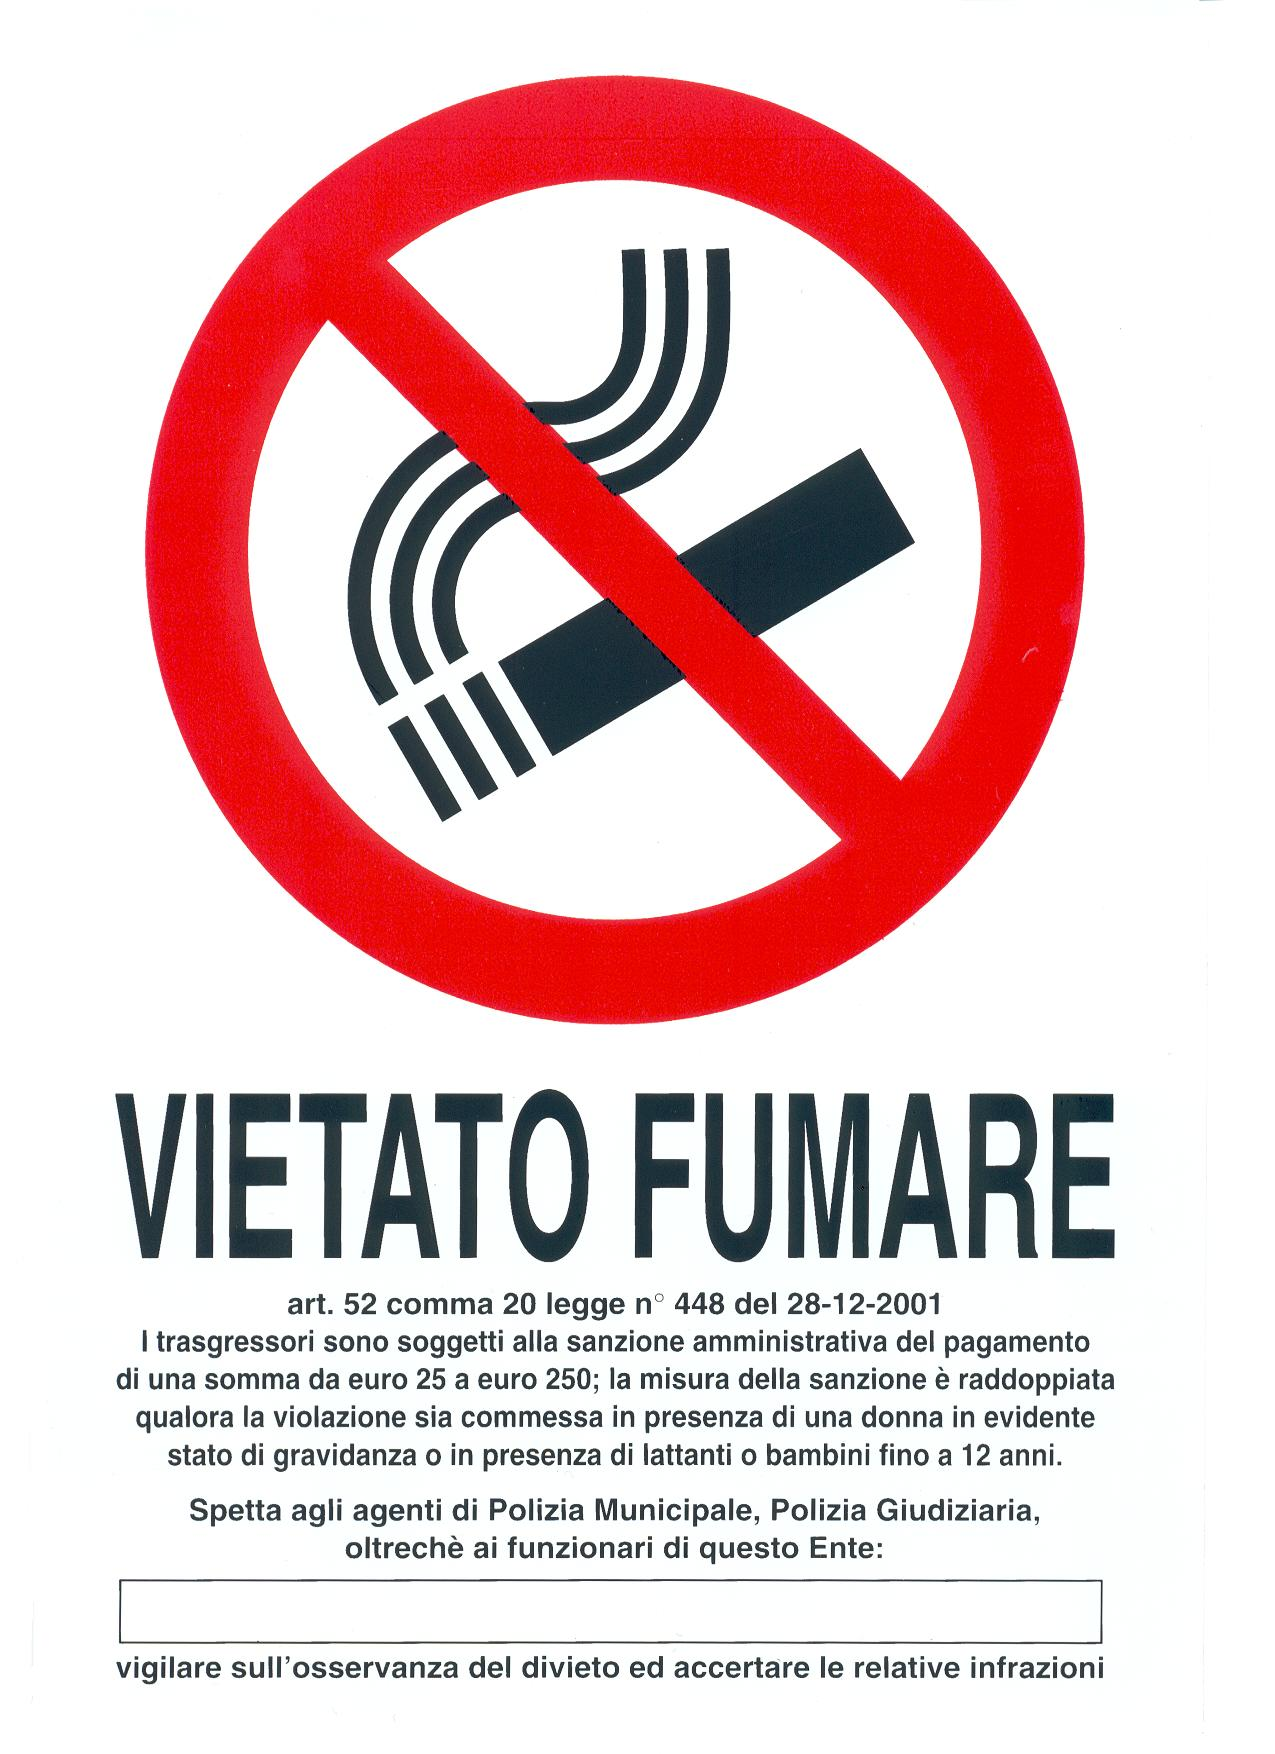 VIETATO FUMARE
art. 52 comma 20 legge n° 448 del 28-12-2001
I trasgressori sono soggetti alla sanzione amministrativa del pagamento
di una somma da euro 25 a euro 250; la misura della sanzione è raddoppiata
qualora la violazione sia commessa in presenza di una donna in evidente
stato di gravidanza o in presenza di lattanti o bambini fino a 12 anni.
Spetta agli agenti di Polizia Municipale, Polizia Giudiziaria,
oltrechè ai funzionari di questo Ente:
vigilare sull'osservanza del divieto ed accertare le relative infrazioni